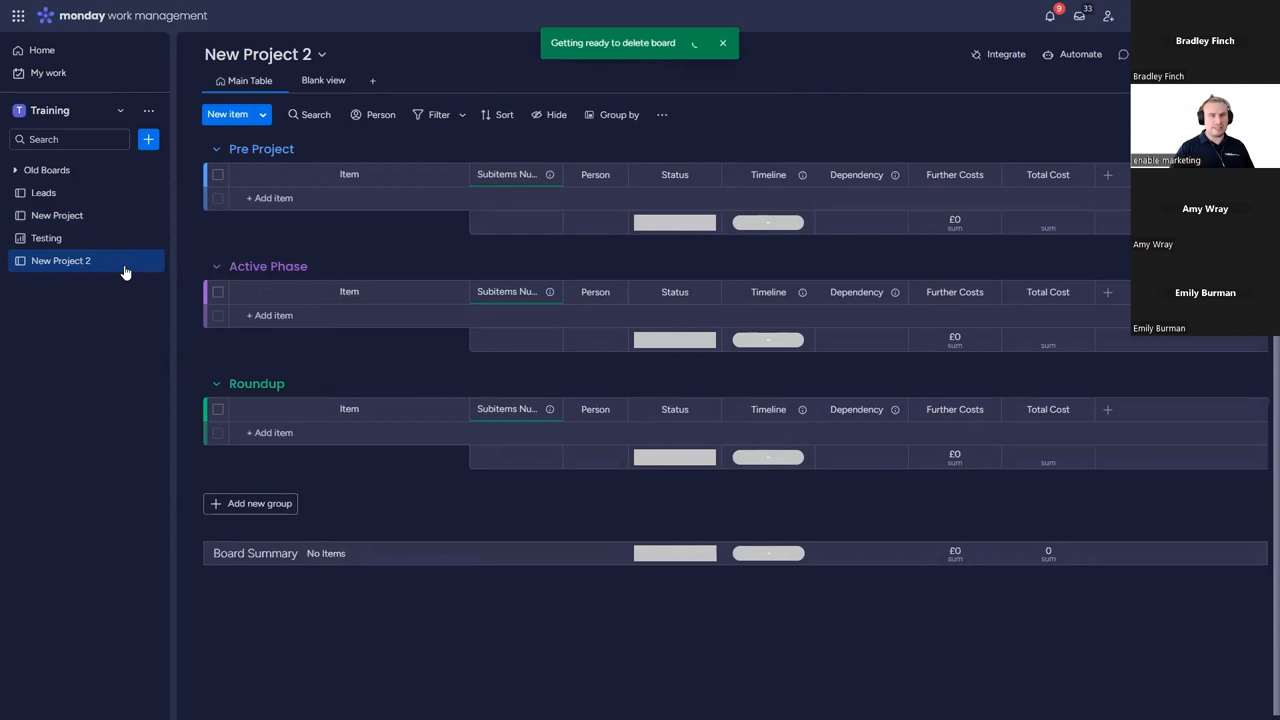 monday work management
9
33
Getting ready to delete board
Home
My work
T Training
Search
Old Boards
Leads
New Project
Testing
New Project 2
New Project 2
Integrate
Automate
Main Table
Blank view
New item
Search
Person
Filter
Sort
Hide
Group by
Pre Project
Item Subitems Nu... Person Status Timeline Dependency Further Costs Total Cost
+ Add item
- £0
sum sum
Active Phase
Item Subitems Nu... Person Status Timeline Dependency Further Costs Total Cost
+ Add item
- £0
sum sum
Roundup
Item Subitems Nu... Person Status Timeline Dependency Further Costs Total Cost
+ Add item
- £0
sum sum
Add new group
Board Summary No Items - £0 0
sum sum
Bradley Finch
Bradley Finch
enable marketing
Amy Wray
Amy Wray
Emily Burman
Emily Burman